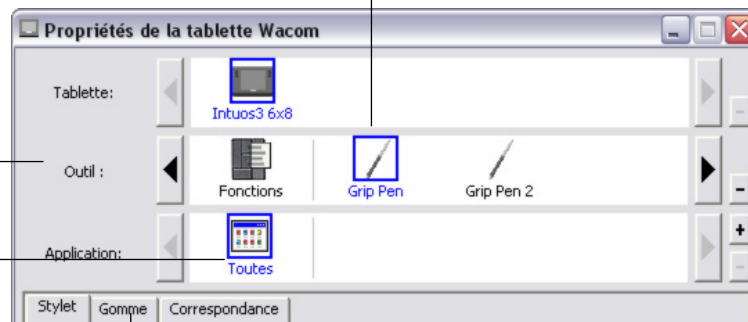 Propriétés de la tablette Wacom
Tablette:
Intuos3 6x8
Outil :
Fonctions
Grip Pen
Grip Pen 2
Application:
Toutes
Stylet Gomme Correspondance